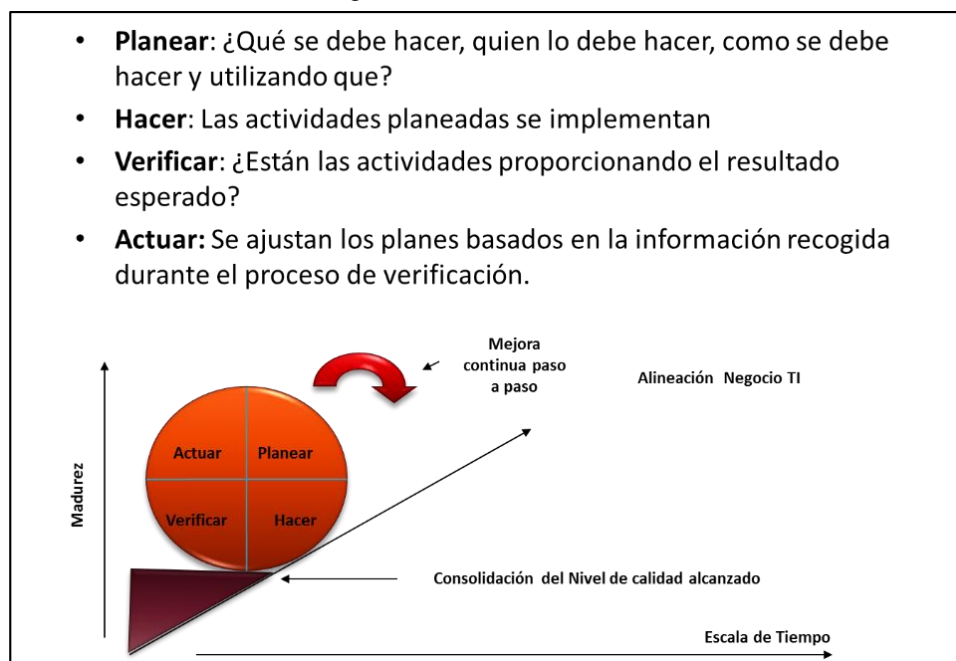 • Planear: ¿Qué se debe hacer, quien lo debe hacer, como se debe
hacer y utilizando que?
• Hacer: Las actividades planeadas se implementan
• Verificar: ¿Están las actividades proporcionando el resultado
esperado?
• Actuar: Se ajustan los planes basados en la información recogida
durante el proceso de verificación.
Mejora
continua paso
a paso
Alineación Negocio TI
Actuar
Planear
Madurez
Verificar
Hacer
Consolidación del Nivel de calidad alcanzado
Escala de Tiempo